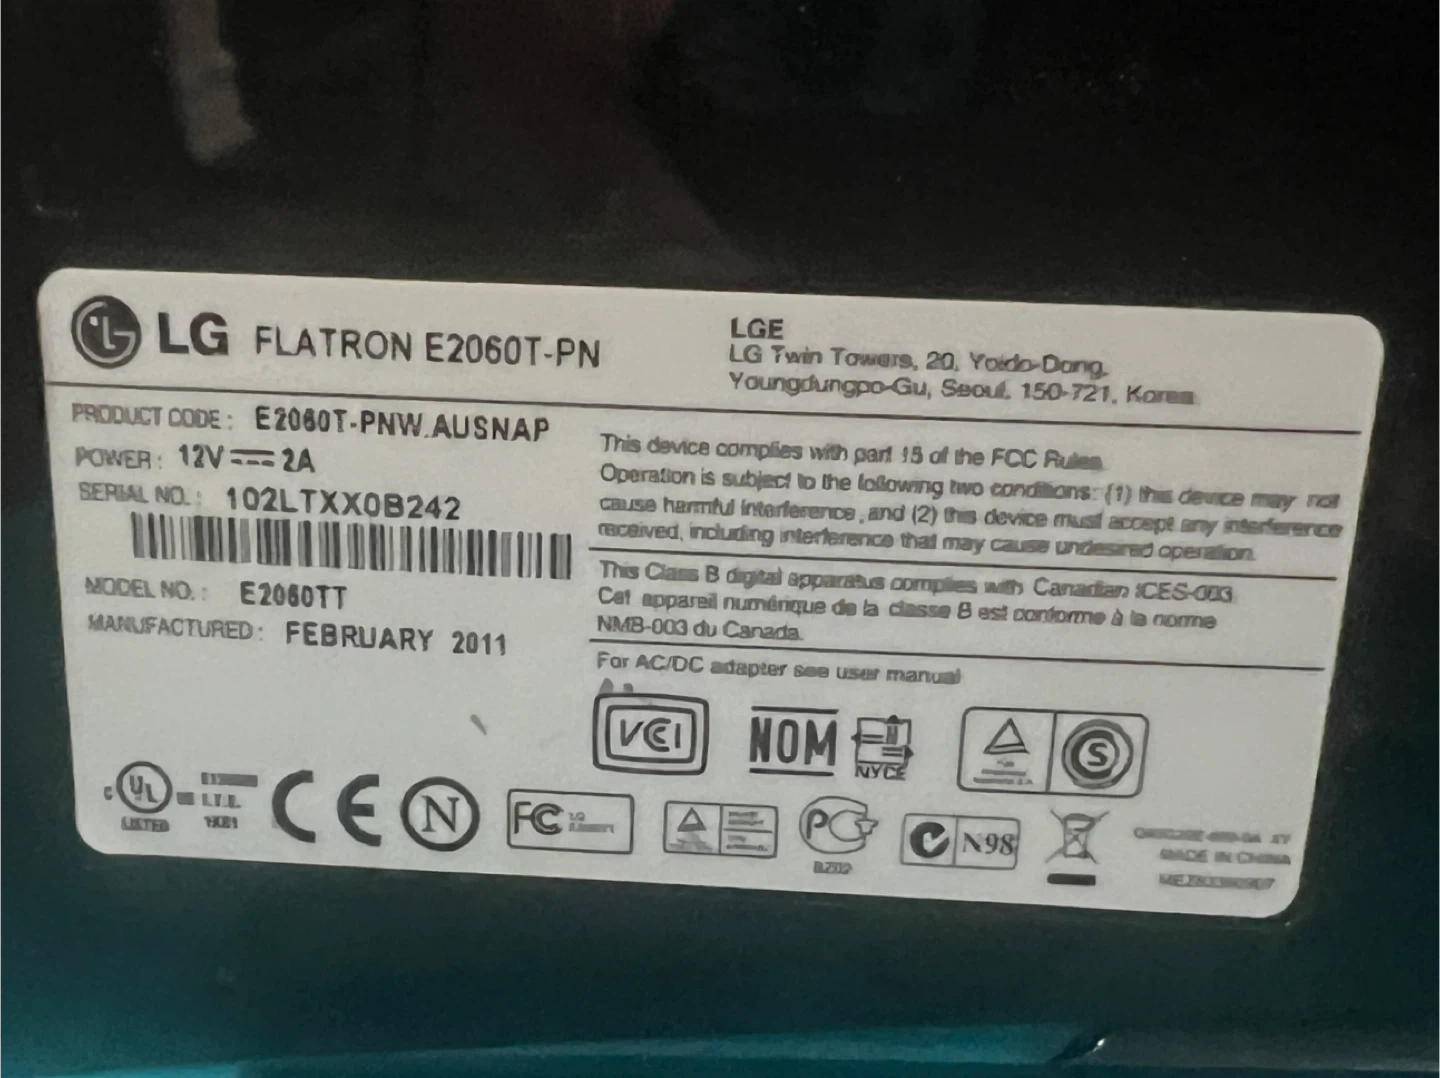 LG FLATRON E2060T-PN
LGE
LG Twin Towers, 20, Yoido-Dong,
Youngdungpo-Gu, Seoul, 150-721, Korea
PRODUCT CODE : E2060T-PNW.AUSNAP
POWER : 12V 2A
SERIAL NO. : 102LTXX0B242
MODEL NO. : E2060TT
MANUFACTURED : FEBRUARY 2011
This device complies with part 15 of the FCC Rules.
Operation is subject to the following two conditions: (1) this device may not
cause harmful interference, and (2) this device must accept any interference
received, including interference that may cause undesired operation.
This Class B digital apparatus complies with Canadian ICES-003
Cet appareil numérique de la classe B est conforme à la norme
NMB-003 du Canada.
For AC/DC adapter see user manual
VCI
NOM
NYCE
S
c UL
LISTED
I.T.E.
CE
N
FC
PC
BZ02
N98
MADE IN CHINA